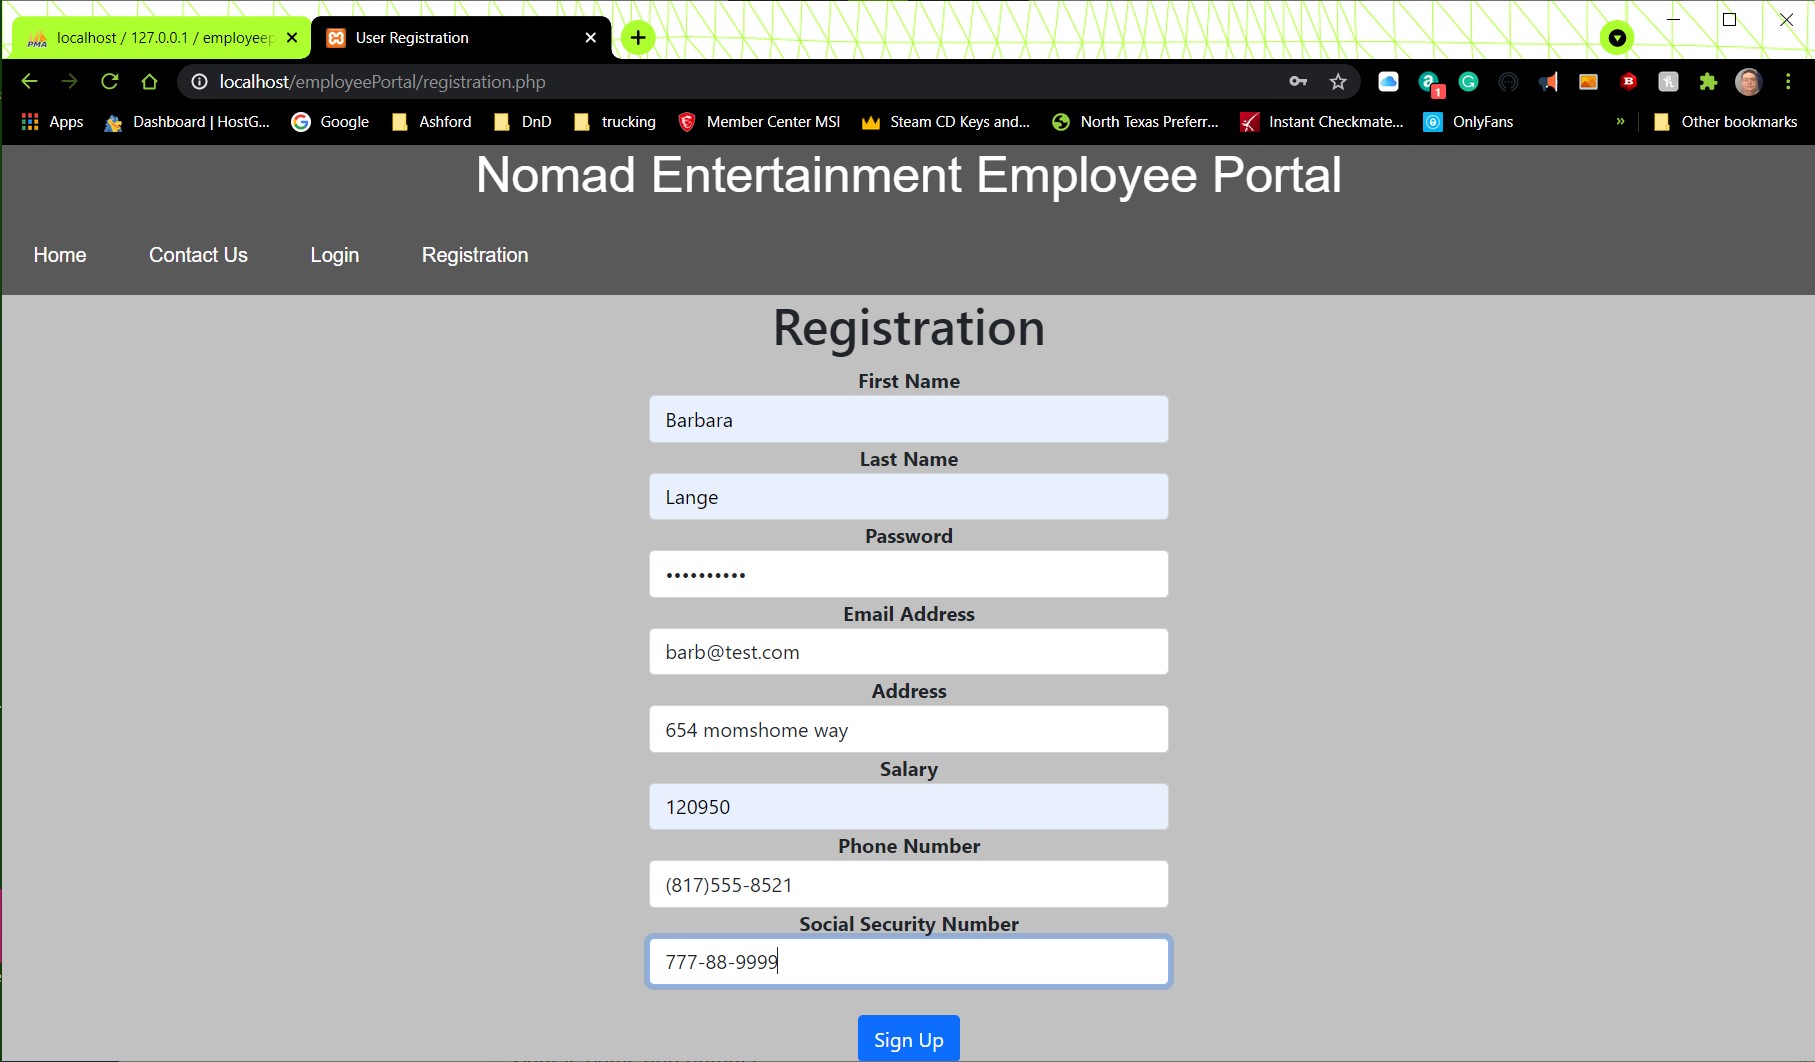 localhost / 127.0.0.1 / employeep
User Registration
localhost/employeePortal/registration.php
1
Apps Dashboard | HostG... Google Ashford DnD trucking Member Center MSI Steam CD Keys and... North Texas Preferr... Instant Checkmate... OnlyFans » Other bookmarks
Nomad Entertainment Employee Portal
Home Contact Us Login Registration
Registration
First Name
Barbara
Last Name
Lange
Password
••••••••••
Email Address
barb@test.com
Address
654 momshome way
Salary
120950
Phone Number
(817)555-8521
Social Security Number
777-88-9999
Sign Up